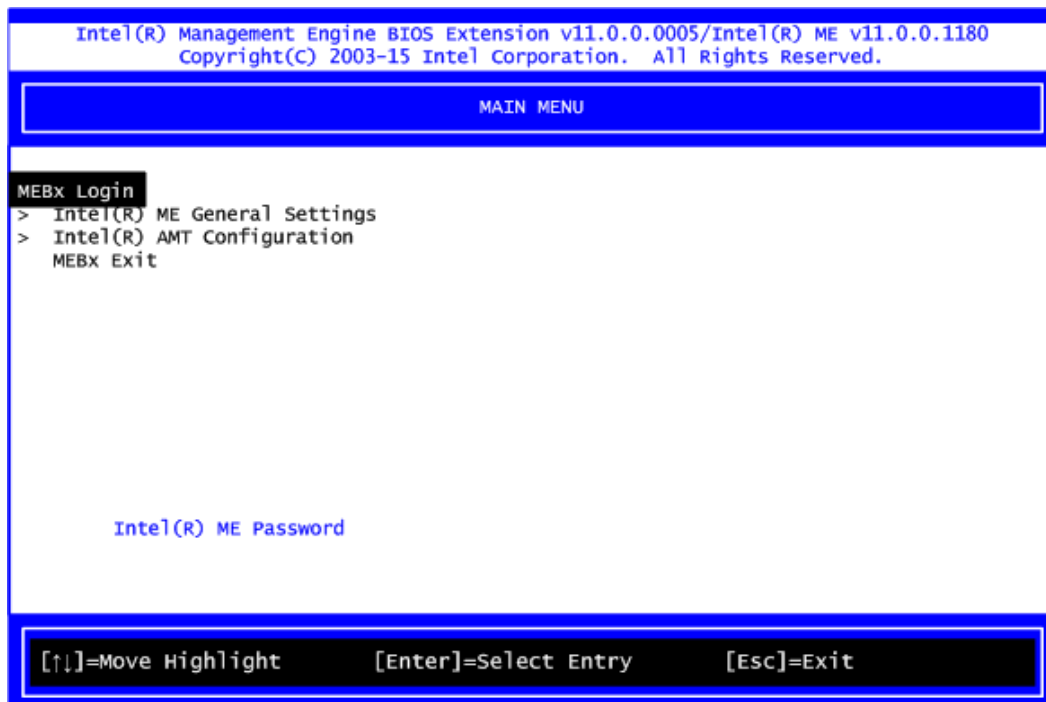 Intel(R) Management Engine BIOS Extension v11.0.0.0005/Intel(R) ME v11.0.0.1180
Copyright(C) 2003-15 Intel Corporation.  All Rights Reserved.
MAIN MENU
MEBx Login
> Intel(R) ME General Settings
> Intel(R) AMT Configuration
MEBx Exit
Intel(R) ME Password
[↑↓]=Move Highlight [Enter]=Select Entry [Esc]=Exit